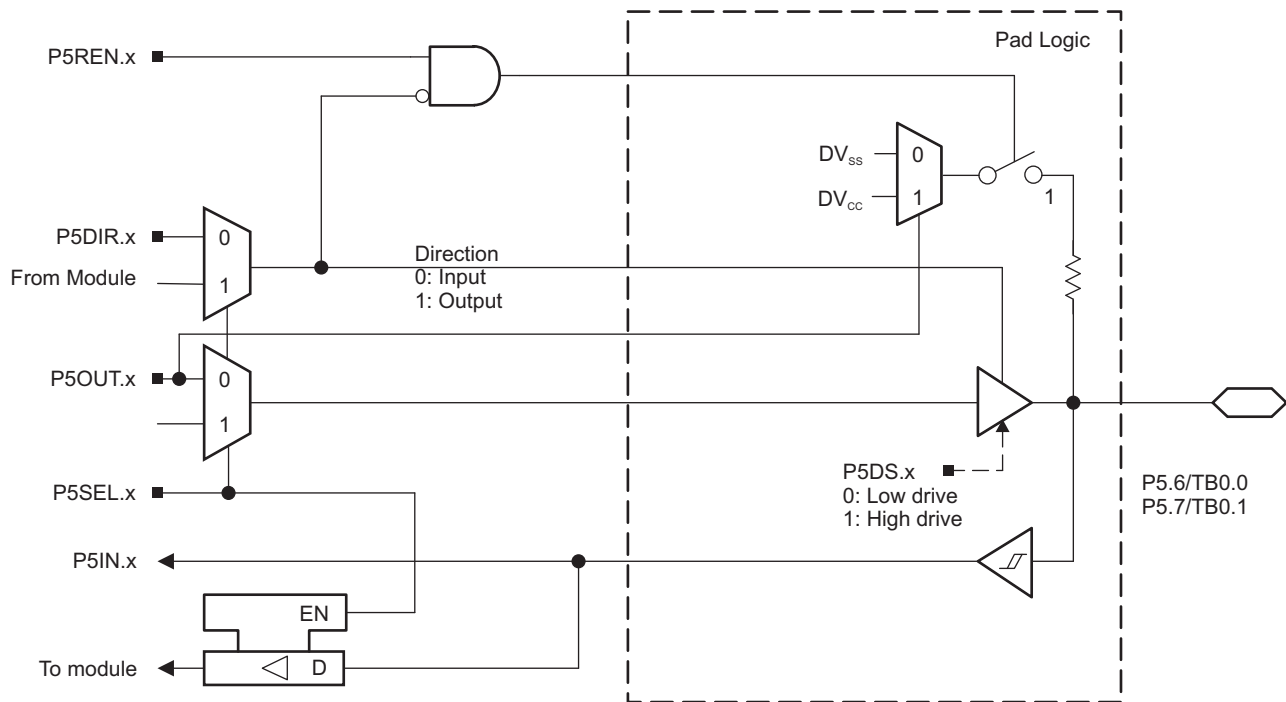 Pad Logic
P5REN.x
DVSS
0
DVCC
1
1
P5DIR.x
0
From Module
1
Direction
0: Input
1: Output
P5OUT.x
0
1
P5SEL.x
P5DS.x
0: Low drive
1: High drive
P5.6/TB0.0
P5.7/TB0.1
P5IN.x
EN
To module
D